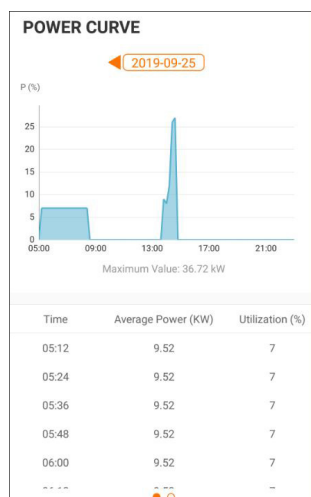 POWER CURVE
2019-09-25
P (%)
25
20
15
10
5
0
05:00 09:00 13:00 17:00 21:00
Maximum Value: 36.72 kW
Time Average Power (KW) Utilization (%)
05:12 9.52 7
05:24 9.52 7
05:36 9.52 7
05:48 9.52 7
06:00 9.52 7